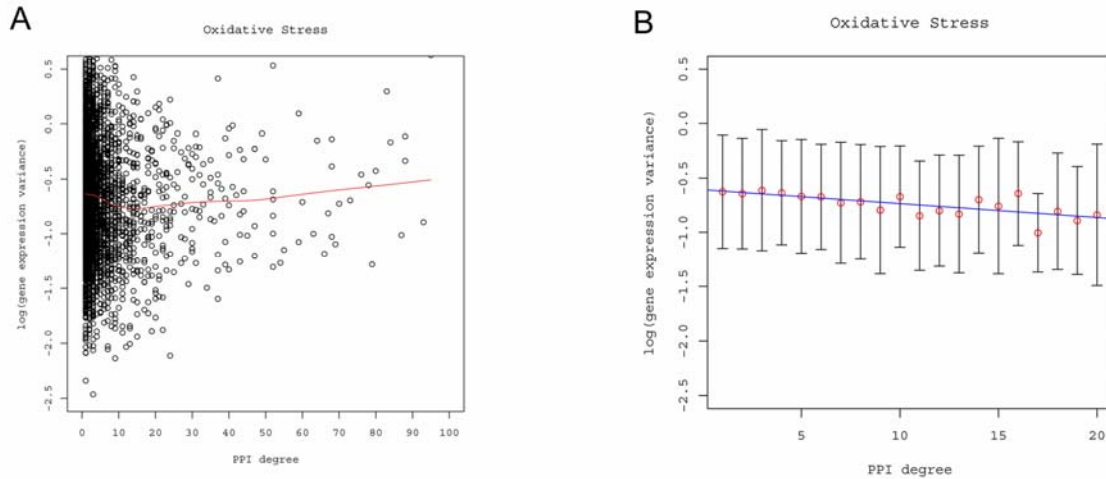 A
Oxidative Stress
log(gene expression variance)
0.5
0.0
-0.5
-1.0
-1.5
-2.0
-2.5
0 10 20 30 40 50 60 70 80 90 100
PPI degree
B
Oxidative Stress
log(gene expression variance)
0.5
0.0
-0.5
-1.0
-1.5
-2.0
-2.5
5 10 15 20
PPI degree